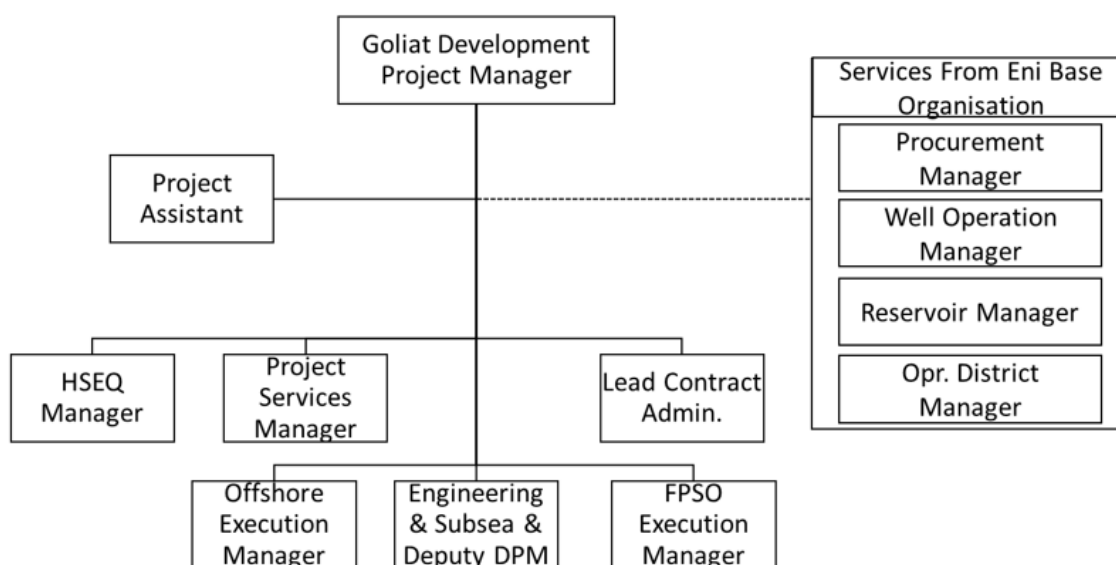 Goliat Development
Project Manager
Services From Eni Base
Organisation
Procurement
Manager
Project
Assistant
Well Operation
Manager
Reservoir Manager
HSEQ
Manager
Project
Services
Manager
Lead Contract
Admin.
Opr. District
Manager
Offshore
Execution
Manager
Engineering
& Subsea &
Deputy DPM
FPSO
Execution
Manager